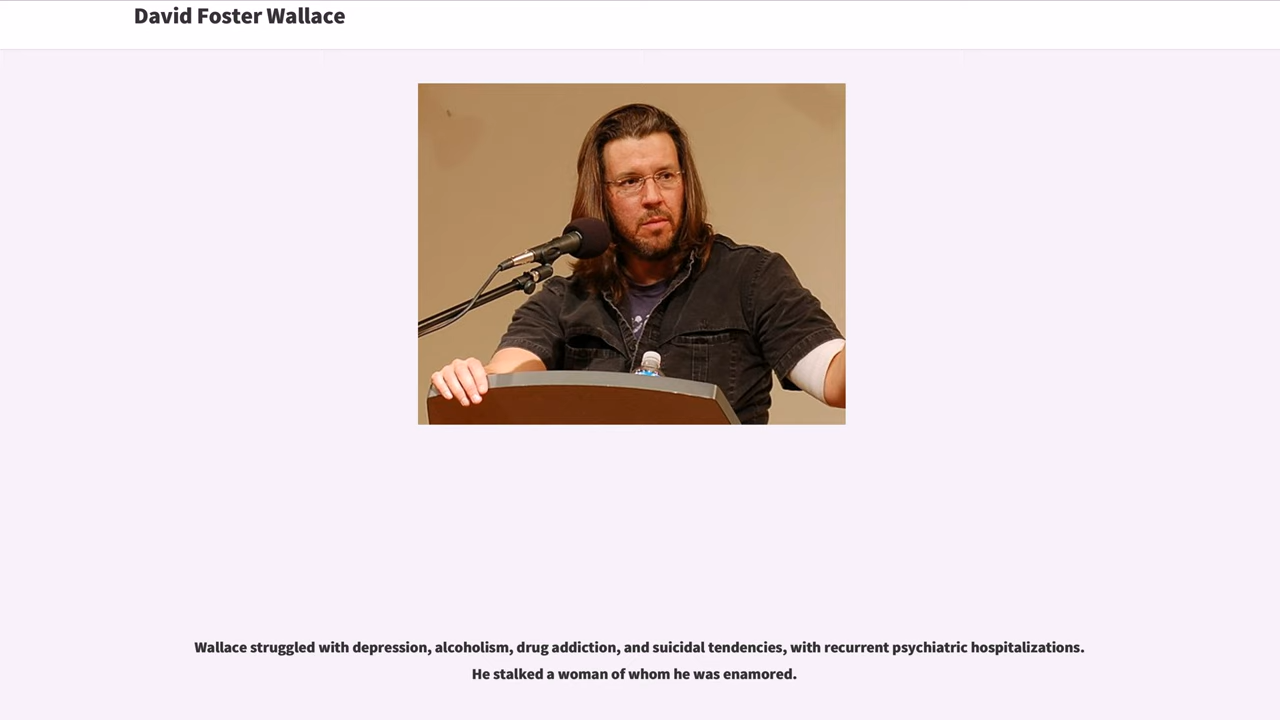 David Foster Wallace
Wallace struggled with depression, alcoholism, drug addiction, and suicidal tendencies, with recurrent psychiatric hospitalizations.
He stalked a woman of whom he was enamored.